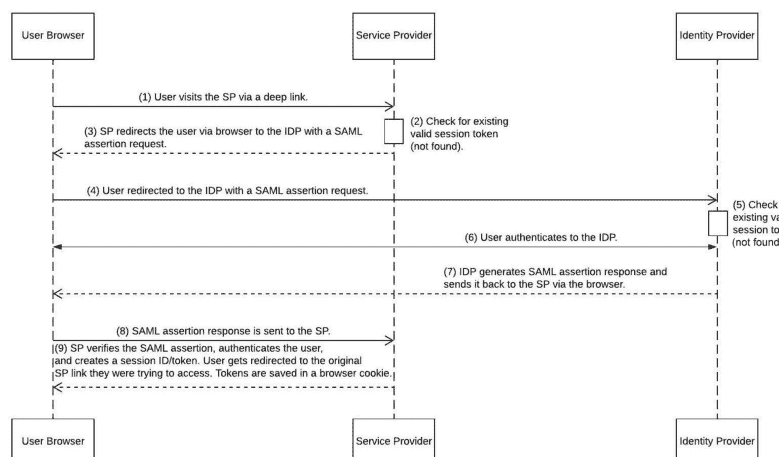 User Browser
Service Provider
Identity Provider
(1) User visits the SP via a deep link.
(2) Check for existing
valid session token
(not found).
(3) SP redirects the user via browser to the IDP with a SAML
assertion request.
(4) User redirected to the IDP with a SAML assertion request.
(5) Check
existing va
session to
(not found
(6) User authenticates to the IDP.
(7) IDP generates SAML assertion response and
sends it back to the SP via the browser.
(8) SAML assertion response is sent to the SP.
(9) SP verifies the SAML assertion, authenticates the user,
and creates a session ID/token. User gets redirected to the original
SP link they were trying to access. Tokens are saved in a browser cookie.
User Browser
Service Provider
Identity Provider